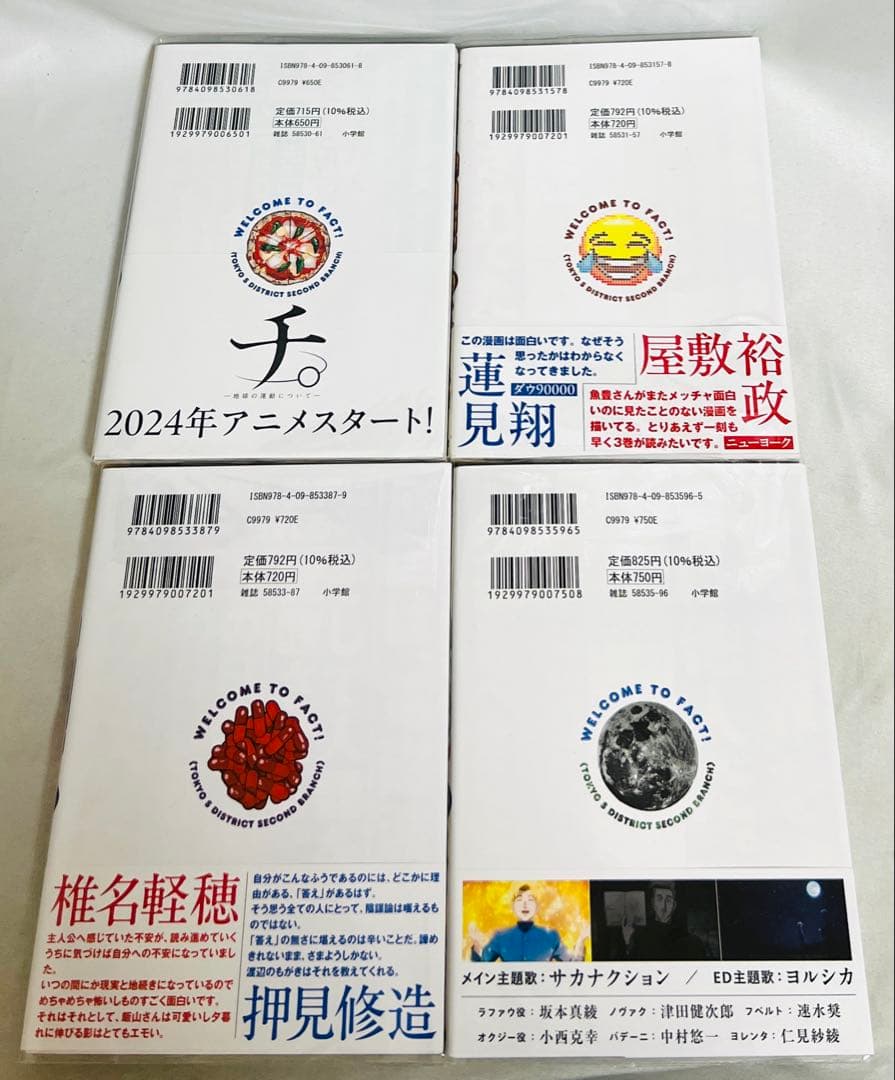 ISBN978-4-09-853061-8
9784098530618
C9979 ¥650E
定価715円(10%税込)
本体650円
1929979006501
雑誌 58530-61 小学館
WELCOME TO FACT!
(TOKYO S DISTRICT SECOND BRANCH)
チ。
―地球の運動について―
2024年アニメスタート!
ISBN978-4-09-853157-8
9784098531578
C9979 ¥720E
定価792円(10%税込)
本体720円
1929979007201
雑誌 58531-57 小学館
WELCOME TO FACT!
(TOKYO S DISTRICT SECOND BRANCH)
この漫画は面白いです。なぜそう
思ったかはわからなく
なってきました。
ダウ90000
蓮見翔
屋敷裕政
魚豊さんがまたメッチャ面白
いのに見たことのない漫画を
描いてる。とりあえず一刻も
早く3巻が読みたいです。
ニューヨーク
ISBN978-4-09-853387-9
9784098533879
C9979 ¥720E
定価792円(10%税込)
本体720円
1929979007201
雑誌 58533-87 小学館
WELCOME TO FACT!
(TOKYO S DISTRICT SECOND BRANCH)
椎名軽穂
主人公へ感じていた不安が、読み進めていく
うちに気づけば自分への不安になっていまし
た。
いつの間にか現実と地続きになっているので
めちゃめちゃ怖いしものすごく面白いです。
それはそれとして、飯山さんは可愛いし夕暮
れに伸びる影はとてもエモい。
自分がこんなふうであるのには、どこかに理
由がある、「答え」があるはず。
そう思う全ての人にとって、陰謀論は嗤えるも
のではない。
「答え」の無さに堪えるのは辛いことだ。諦め
きれないまま、さまようしかない。
渡辺のもがきはそれを教えてくれる。
押見修造
ISBN978-4-09-853596-5
9784098535965
C9979 ¥750E
定価825円(10%税込)
本体750円
1929979007508
雑誌 58535-96 小学館
WELCOME TO FACT!
(TOKYO S DISTRICT SECOND BRANCH)
メイン主題歌:サカナクション / ED主題歌:ヨルシカ
ラファウ役:坂本真綾 ノヴァク:津田健次郎 フベルト:速水奨
オクジー役:小西克幸 バデーニ:中村悠一 ヨレンタ:仁見紗綾